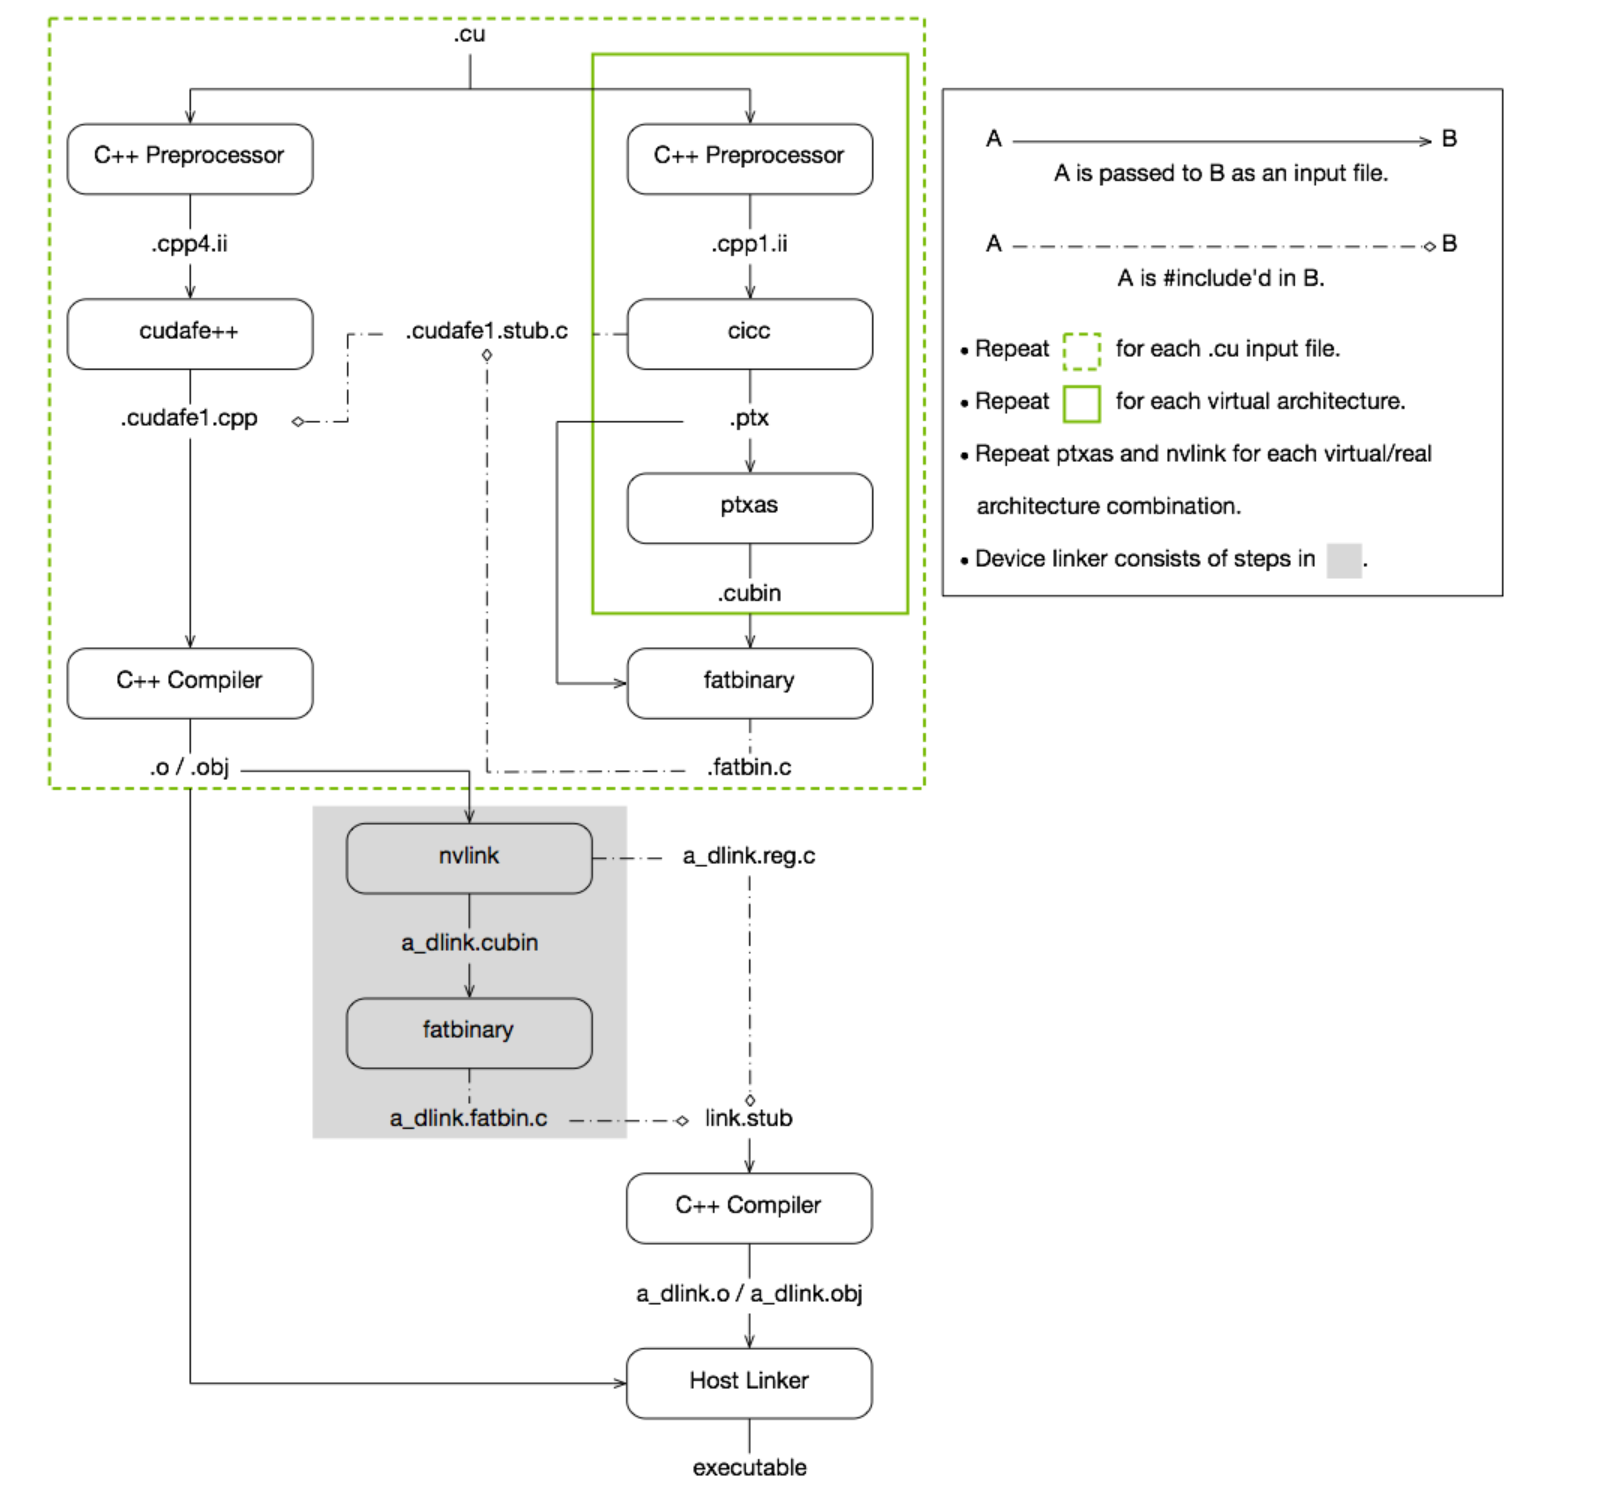 .cu
C++ Preprocessor
C++ Preprocessor
.cpp4.ii
.cpp1.ii
cudafe++
.cudafe1.stub.c
cicc
.cudafe1.cpp
.ptx
ptxas
.cubin
C++ Compiler
fatbinary
.o / .obj
.fatbin.c
nvlink
a_dlink.reg.c
a_dlink.cubin
fatbinary
a_dlink.fatbin.c
link.stub
C++ Compiler
a_dlink.o / a_dlink.obj
Host Linker
executable
A B
A is passed to B as an input file.
A B
A is #include'd in B.
• Repeat for each .cu input file.
• Repeat for each virtual architecture.
• Repeat ptxas and nvlink for each virtual/real
architecture combination.
• Device linker consists of steps in .